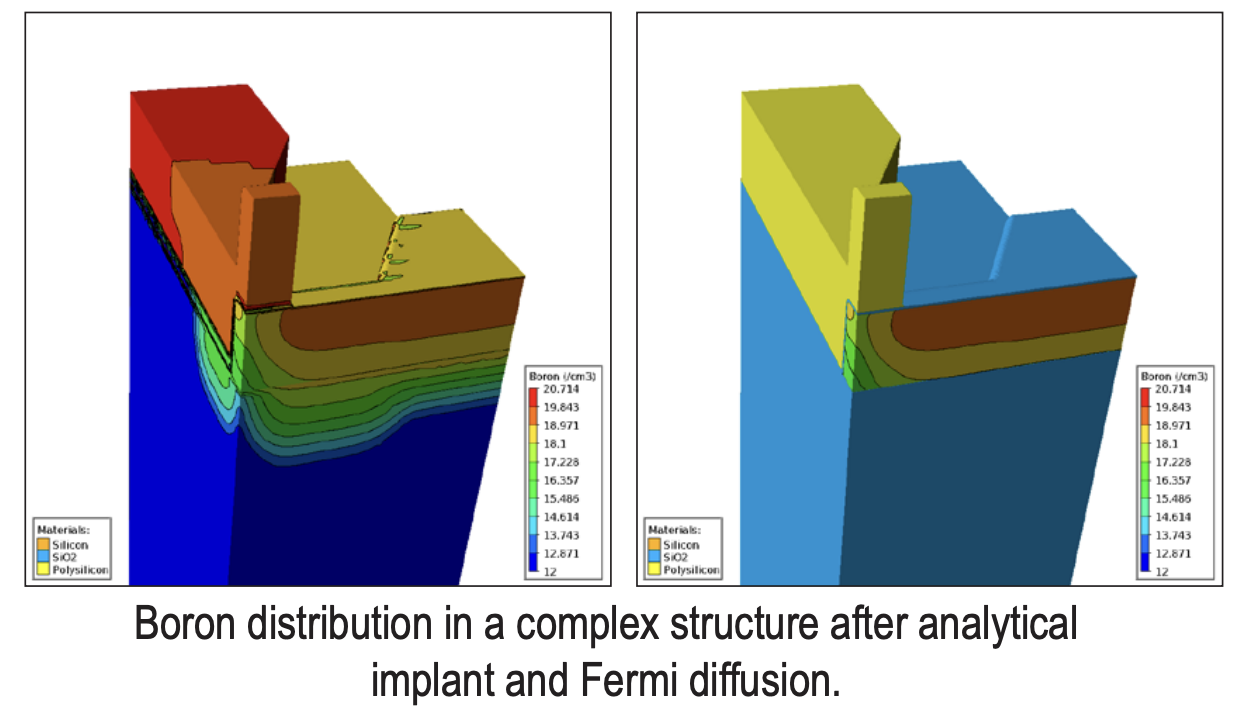 Boron (/cm3)
20.714
19.843
18.971
18.1
17.228
16.357
15.486
14.614
13.743
12.871
12
Materials:
Silicon
SiO2
Polysilicon
Boron (/cm3)
20.714
19.843
18.971
18.1
17.228
16.357
15.486
14.614
13.743
12.871
12
Materials:
Silicon
SiO2
Polysilicon
Boron distribution in a complex structure after analytical
implant and Fermi diffusion.